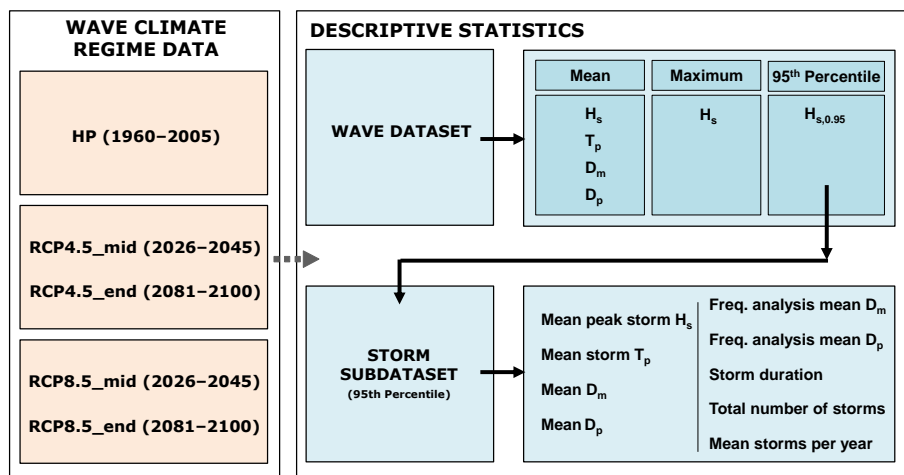 WAVE CLIMATE
REGIME DATA
HP (1960–2005)
RCP4.5_mid (2026–2045)
RCP4.5_end (2081–2100)
RCP8.5_mid (2026–2045)
RCP8.5_end (2081–2100)
DESCRIPTIVE STATISTICS
WAVE DATASET
Mean
Hs
Tp
Dm
Dp
Maximum
Hs
95th Percentile
Hs,0.95
STORM
SUBDATASET
(95th Percentile)
Mean peak storm Hs
Mean storm Tp
Mean Dm
Mean Dp
Freq. analysis mean Dm
Freq. analysis mean Dp
Storm duration
Total number of storms
Mean storms per year